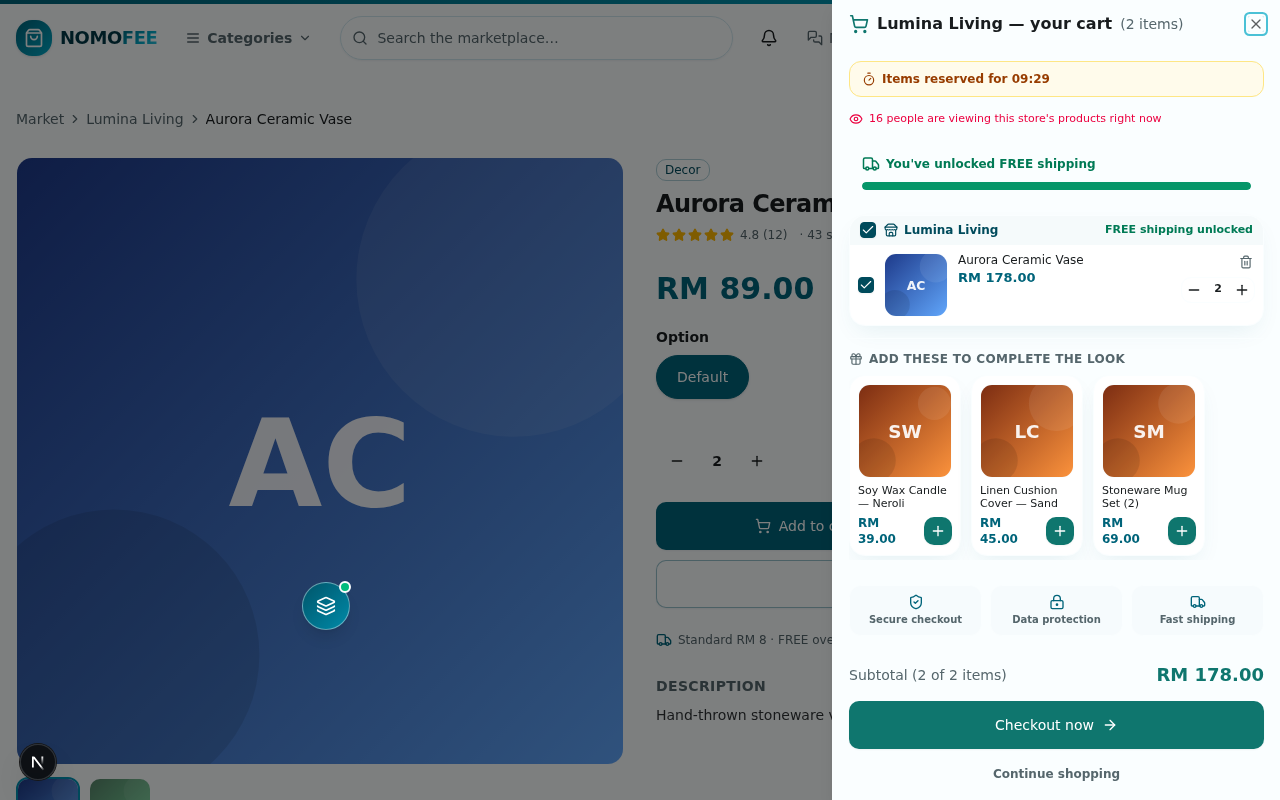 NOMOFEE
Categories
Search the marketplace...
Market
Lumina Living
Aurora Ceramic Vase
AC
Decor
Aurora Ceram
4.8 (12)
· 43 s
RM 89.00
Option
Default
2
Add to c
Standard RM 8 · FREE ove
DESCRIPTION
Hand-thrown stoneware v
N
Lumina Living — your cart (2 items)
Items reserved for 09:29
16 people are viewing this store's products right now
You've unlocked FREE shipping
Lumina Living
FREE shipping unlocked
AC
Aurora Ceramic Vase
RM 178.00
2
ADD THESE TO COMPLETE THE LOOK
SW
Soy Wax Candle
— Neroli
RM
39.00
LC
Linen Cushion
Cover — Sand
RM
45.00
SM
Stoneware Mug
Set (2)
RM
69.00
Secure checkout
Data protection
Fast shipping
Subtotal (2 of 2 items)
RM 178.00
Checkout now
Continue shopping